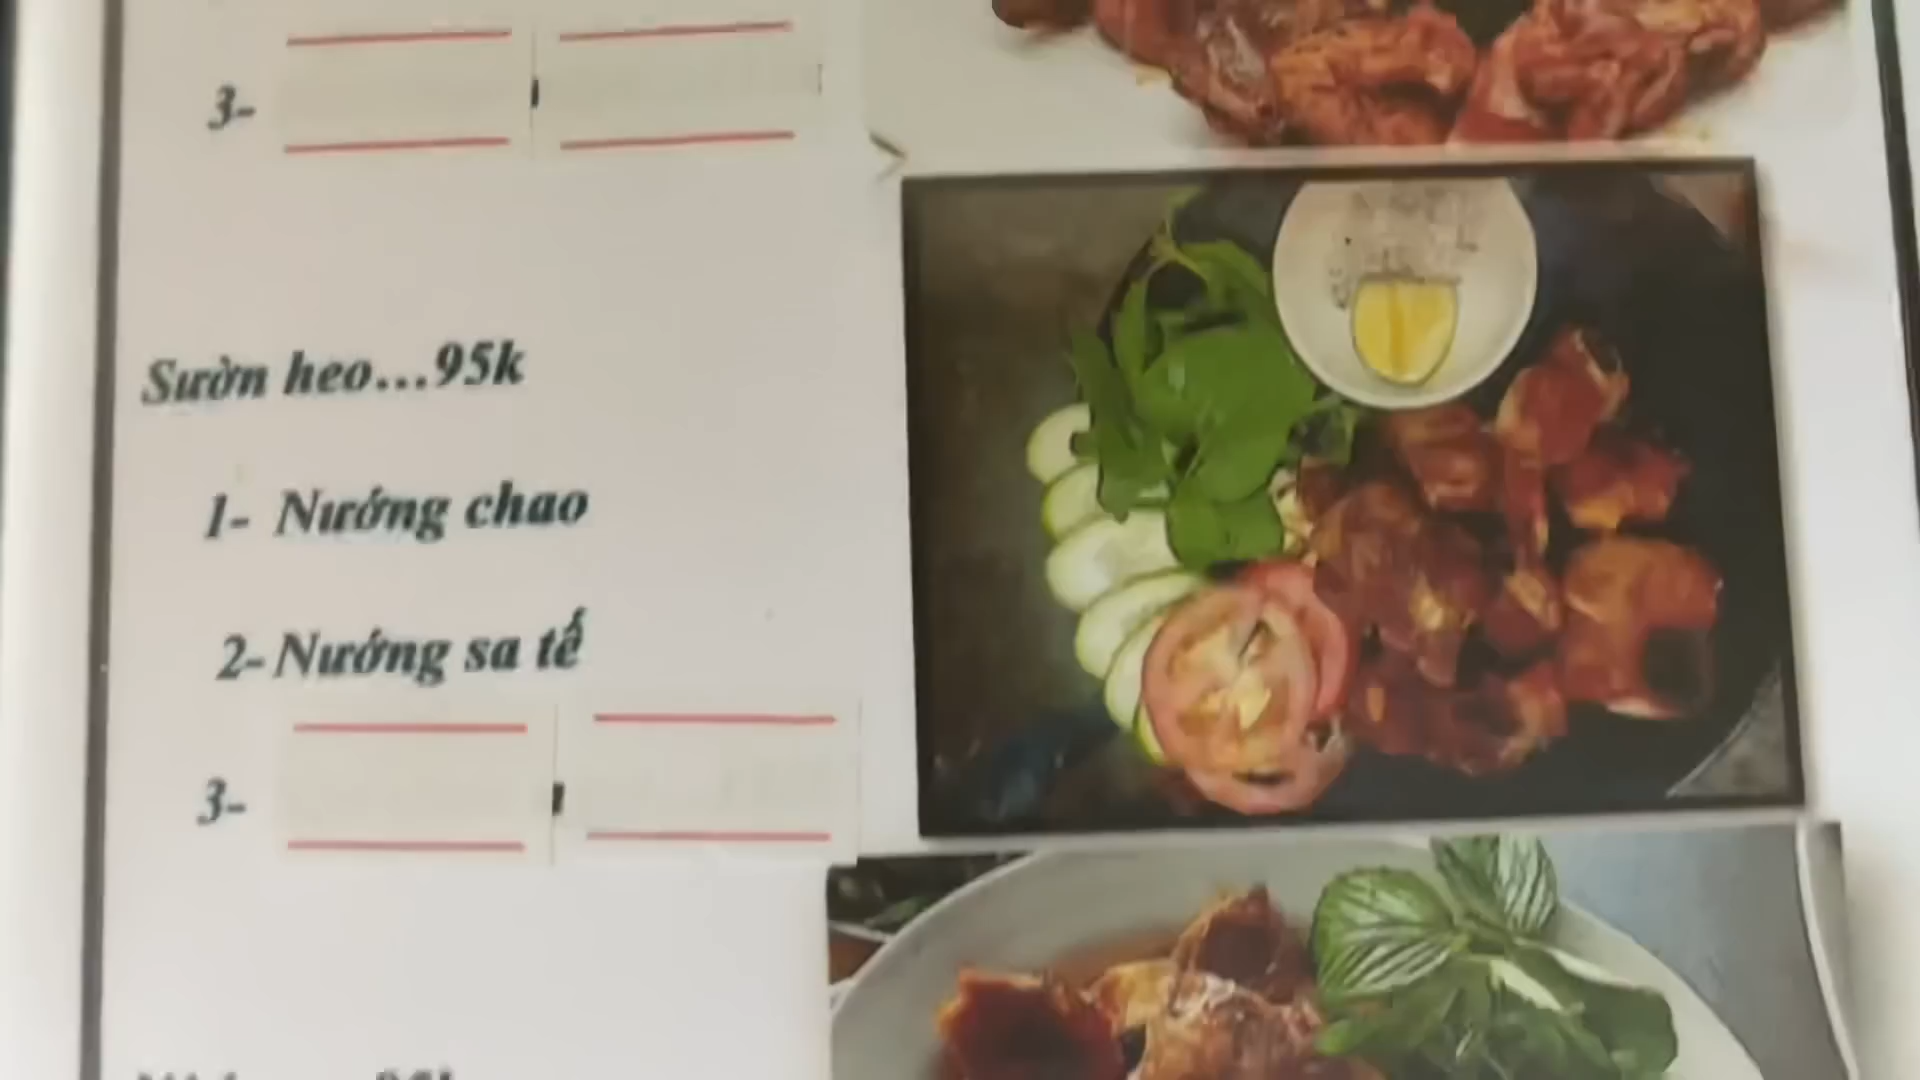 3-
Sườn heo...95k
1- Nướng chao
2- Nướng sa tế
3-